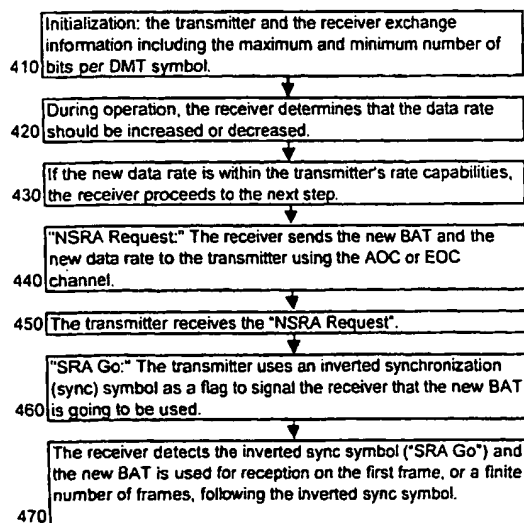 Initialization: the transmitter and the receiver exchange
information including the maximum and minimum number of
410 bits per DMT symbol.
During operation, the receiver determines that the data rate
420 should be increased or decreased.
If the new data rate is within the transmitter's rate capabilities,
430 the receiver proceeds to the next step.
"NSRA Request:" The receiver sends the new BAT and the
new data rate to the transmitter using the AOC or EOC
440 channel.
450 The transmitter receives the "NSRA Request".
"SRA Go:" The transmitter uses an inverted synchronization
(sync) symbol as a flag to signal the receiver that the new BAT
460 is going to be used.
The receiver detects the inverted sync symbol ("SRA Go") and
the new BAT is used for reception on the first frame, or a finite
number of frames, following the inverted sync symbol.
470